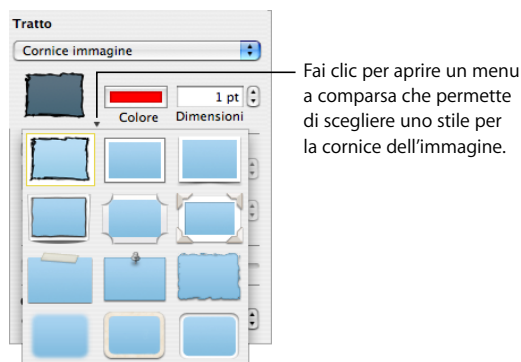 Tratto
Cornice immagine
1 pt
Colore
Dimensioni
Fai clic per aprire un menu
a comparsa che permette
di scegliere uno stile per
la cornice dell'immagine.